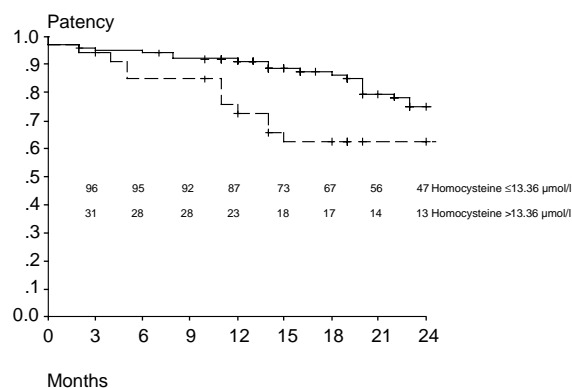 Patency
1.0
.9
.8
.7
.6
96 95 92 87 73 67 56 47 Homocysteine ≤13.36 µmol/l
.5
.4
31 28 28 23 18 17 14 13 Homocysteine >13.36 µmol/l
.3
.2
.1
0.0
0 3 6 9 12 15 18 21 24
Months